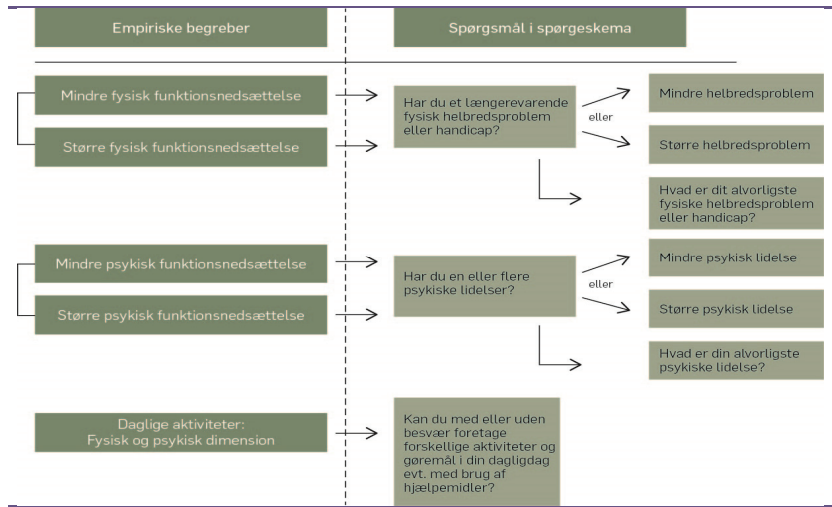 Empiriske begreber
Spørgsmål i spørgeskema
Mindre fysisk funktionsnedsættelse
Større fysisk funktionsnedsættelse
Har du et længerevarende
fysisk helbredsproblem
eller handicap?
Mindre helbredsproblem
eller
Større helbredsproblem
Hvad er dit alvorligste
fysiske helbredsproblem
eller handicap?
Mindre psykisk funktionsnedsættelse
Større psykisk funktionsnedsættelse
Har du en eller flere
psykiske lidelser?
Mindre psykisk lidelse
eller
Større psykisk lidelse
Hvad er din alvorligste
psykiske lidelse?
Daglige aktiviteter:
Fysisk og psykisk dimension
Kan du med eller uden
besvær foretage
forskellige aktiviteter og
gøremål i din dagligdag
evt. med brug af
hjælpemidler?